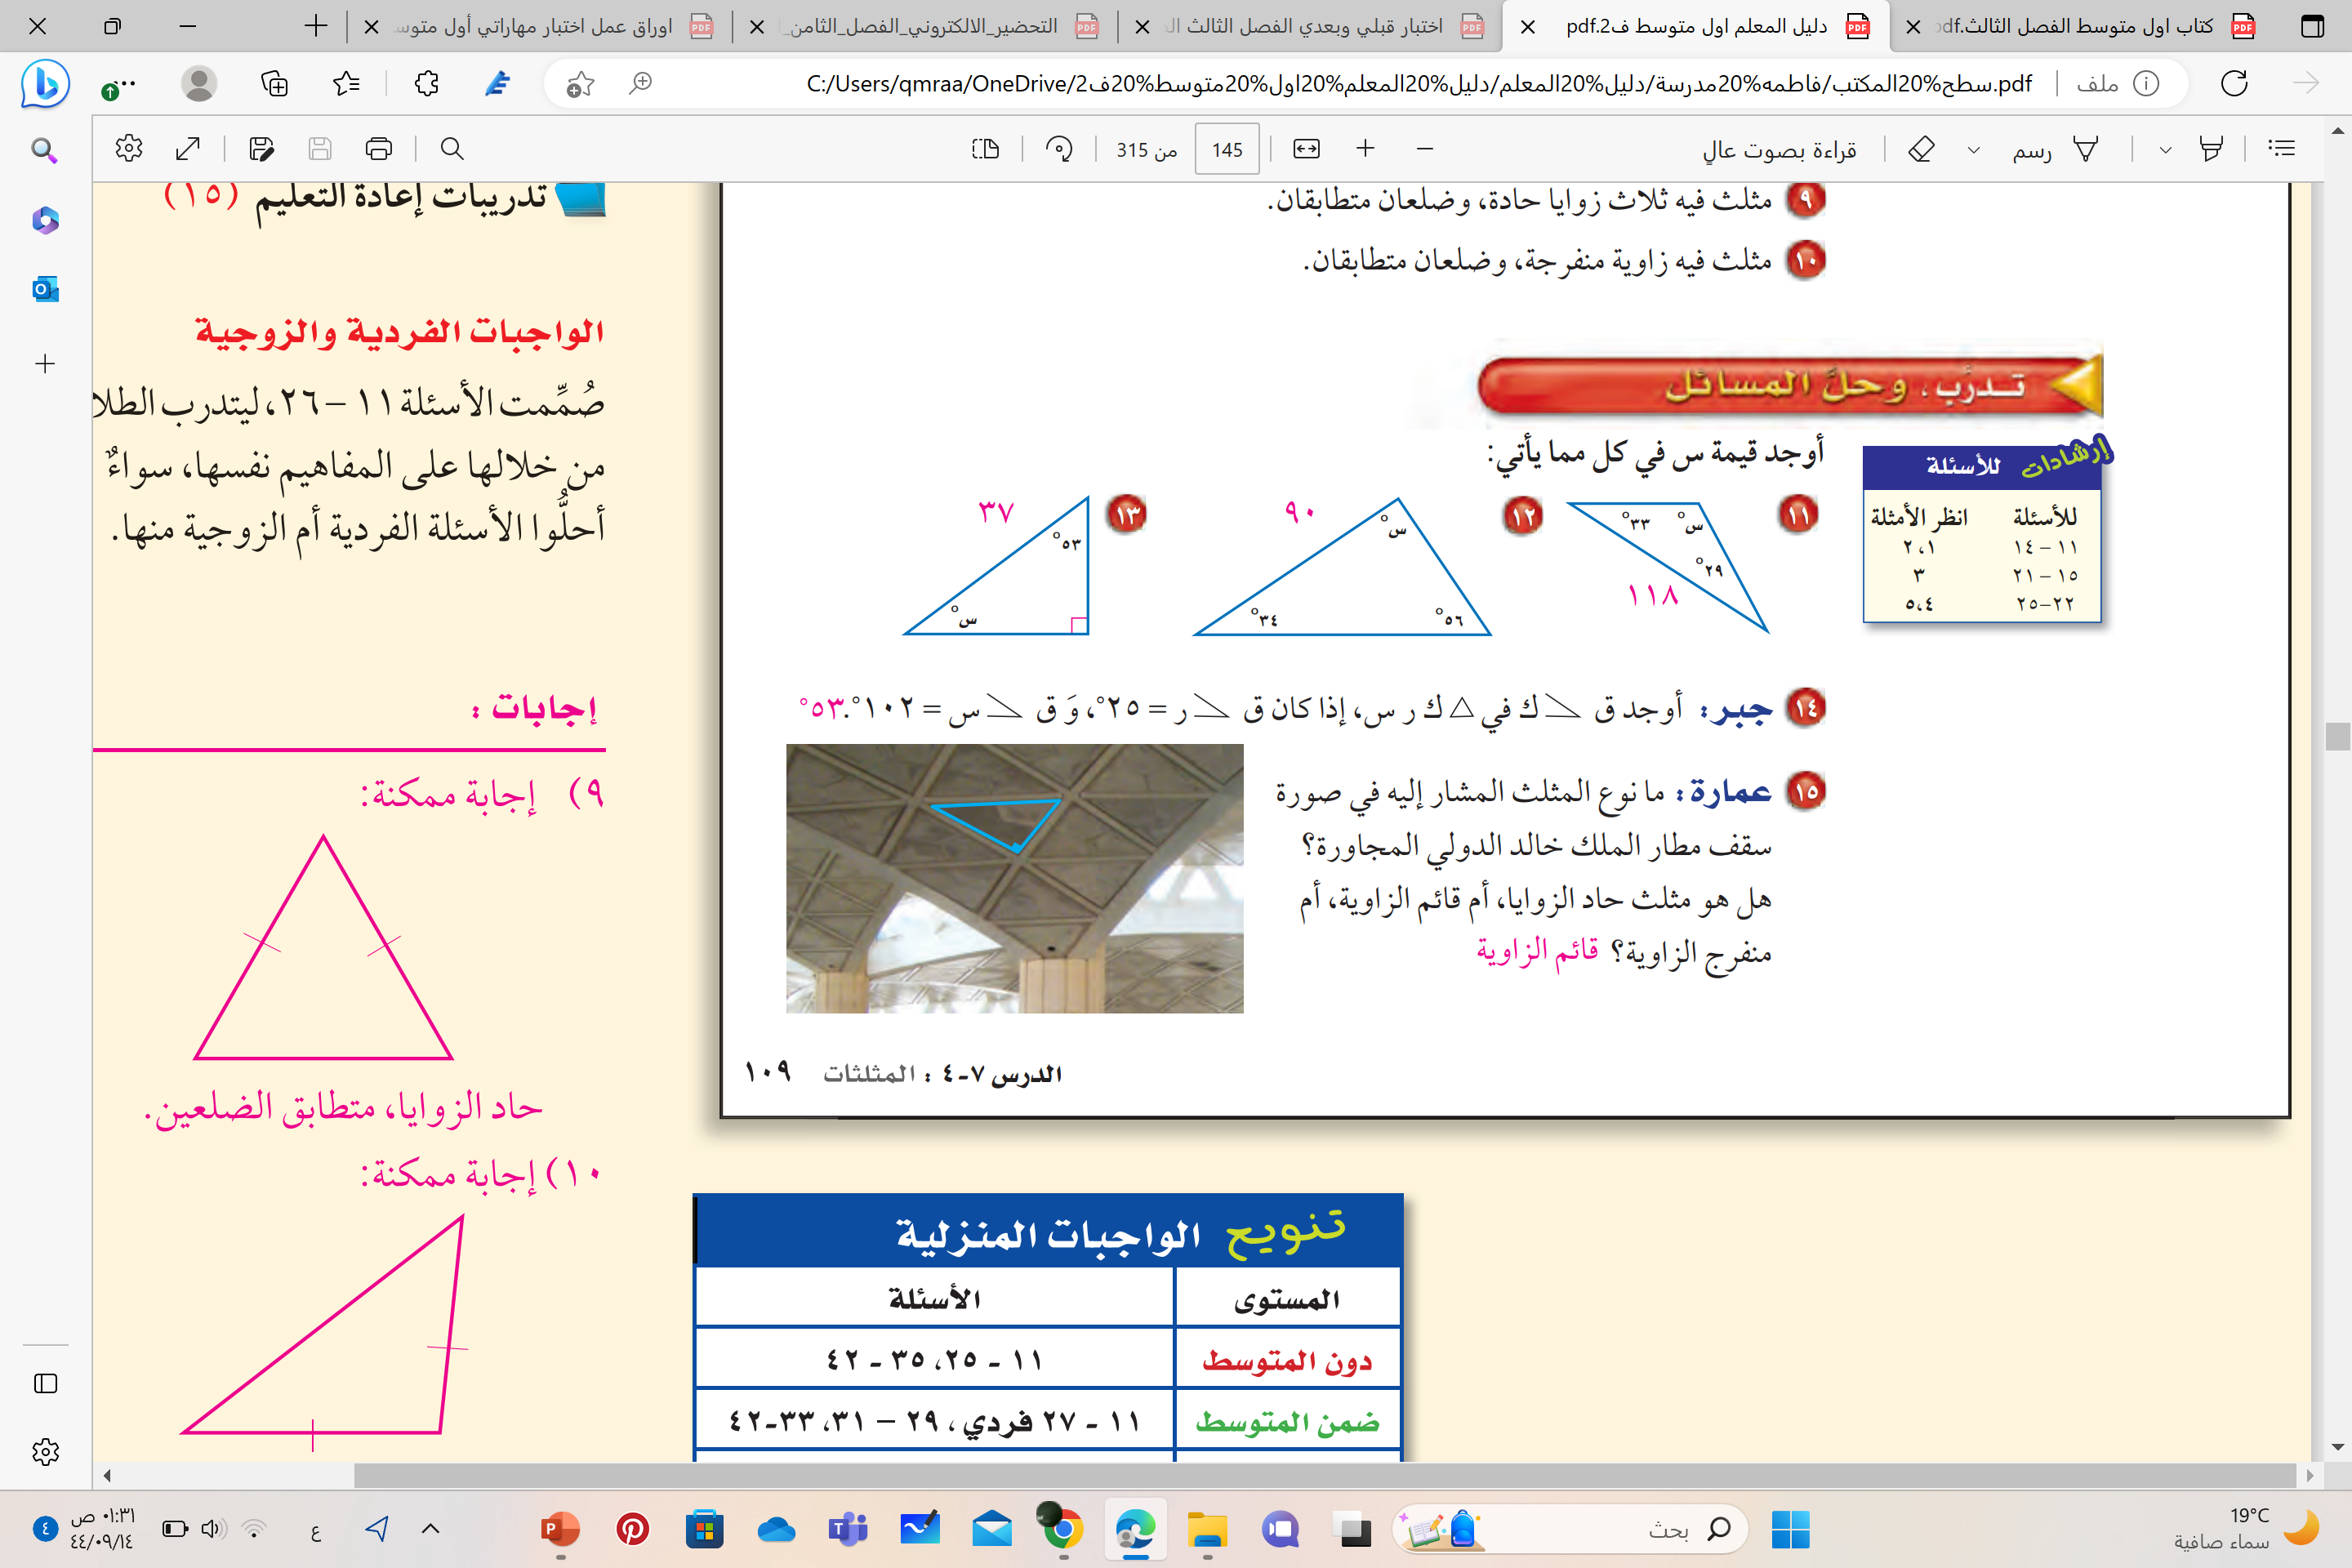 كتاب اول متوسط الفصل الثالث.pdf
دليل المعلم اول متوسط ف2.pdf
اختبار قبلي وبعدي الفصل الثالث
التحضير_الالكتروني_الفصل_الثامن_
اوراق عمل اختبار مهاراتي أول متوس
ملف
C:/Users/qmraa/OneDrive/سطح%20المكتب/فاطمه%20مدرسة/دليل%20المعلم/دليل%20المعلم%20اول%20متوسط%20ف2.pdf
رسم
قراءة بصوت عالٍ
145
من 315
٩ مثلث فيه ثلاث زوايا حادة، وضلعان متطابقان.
١٠ مثلث فيه زاوية منفرجة، وضلعان متطابقان.
تـدرَّب، وحلَّ المسائل
إرشادات للأسئلة
للأسئلة انظر الأمثلة
١١ – ١٤ ١، ٢
١٥ – ٢١ ٣
٢٢–٢٥ ٤، ٥
أوجد قيمة س في كل مما يأتي:
١١ س° ٣٣° ٢٩° ١١٨
١٢ س° ٥٦° ٣٤° ٩٠
١٣ ٥٣° س° ٣٧
١٤ جبر: أوجد ق ∠ ك في △ ك ر س، إذا كان ق ∠ ر = ٢٥°، وَ ق ∠ س = ١٠٢°. ٥٣°
١٥ عمارة: ما نوع المثلث المشار إليه في صورة
سقف مطار الملك خالد الدولي المجاورة؟
هل هو مثلث حاد الزوايا، أم قائم الزاوية، أم
منفرج الزاوية؟ قائم الزاوية
الدرس ٧-٤ : المثلثات ١٠٩
تدريبات إعادة التعليم (١٥)
الواجبات الفردية والزوجية
صُمِّمت الأسئلة ١١ – ٢٦، ليتدرب الطلا
من خلالها على المفاهيم نفسها، سواءٌ
أحلُّوا الأسئلة الفردية أم الزوجية منها.
إجابات :
٩) إجابة ممكنة:
حاد الزوايا، متطابق الضلعين.
١٠) إجابة ممكنة:
تنويع الواجبات المنزلية
المستوى الأسئلة
دون المتوسط ١١ - ٢٥، ٣٥ - ٤٢
ضمن المتوسط ١١ - ٢٧ فردي ، ٢٩ – ٣١، ٣٣-٤٢
19°C
سماء صافية
بحث
ع
٠١:٣١ ص
٤٤/٠٩/١٤
٤